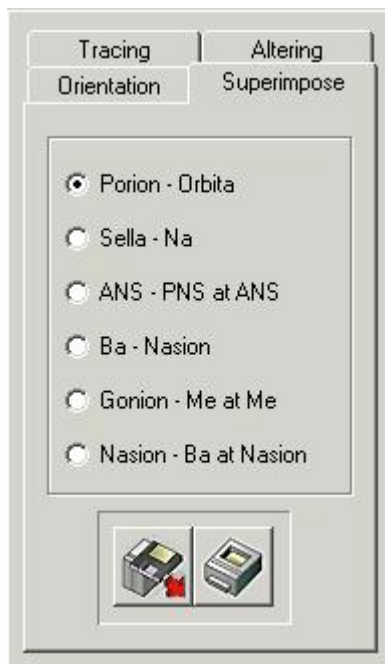 Tracing Altering
Orientation Superimpose
Porion - Orbita
Sella - Na
ANS - PNS at ANS
Ba - Nasion
Gonion - Me at Me
Nasion - Ba at Nasion